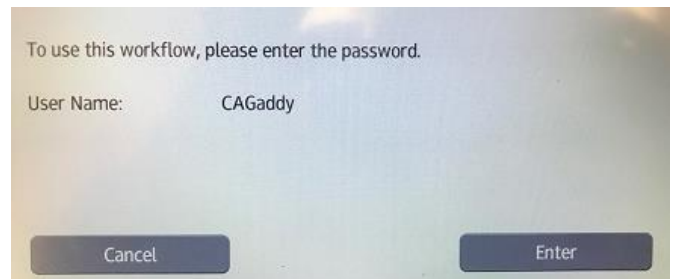 To use this workflow, please enter the password.
User Name: CAGaddy
Cancel Enter